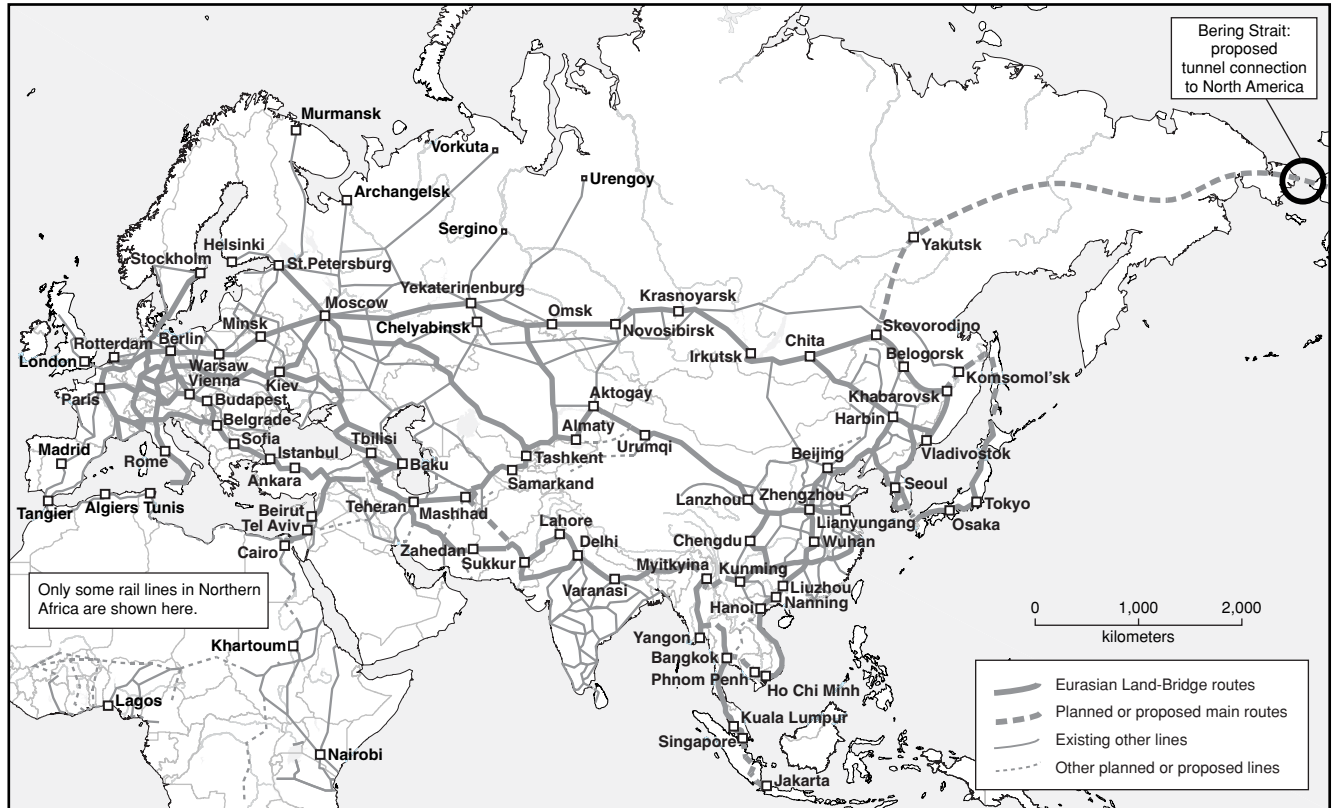 Bering Strait:
proposed
tunnel connection
to North America
Murmansk
Vorkuta
Urengoy
Archangelsk
Sergino
Yakutsk
Helsinki
Stockholm
St.Petersburg
Yekaterinenburg
Krasnoyarsk
Moscow
Omsk
Skovorodino
Minsk
Chelyabinsk
Novosibirsk
Chita
Rotterdam
Berlin
Irkutsk
Belogorsk
London
Warsaw
Komsomol'sk
Vienna
Kiev
Aktogay
Khabarovsk
Paris
Budapest
Harbin
Belgrade
Almaty
Tbilisi
Sofia
Urumqi
Madrid
Istanbul
Beijing
Vladivostok
Rome
Baku
Tashkent
Ankara
Samarkand
Seoul
Lanzhou
Zhengzhou
Tokyo
Tangier
Algiers
Tunis
Beirut
Teheran
Mashhad
Lianyungang
Osaka
Tel Aviv
Lahore
Cairo
Zahedan
Delhi
Chengdu
Wuhan
Sukkur
Myitkyina
Kunming
Only some rail lines in Northern
Africa are shown here.
Varanasi
Liuzhou
Hanoi
Nanning
0
1,000
2,000
kilometers
Khartoum
Yangon
Bangkok
Phnom Penh
Ho Chi Minh
Lagos
Kuala Lumpur
Singapore
Nairobi
Jakarta
Eurasian Land-Bridge routes
Planned or proposed main routes
Existing other lines
Other planned or proposed lines